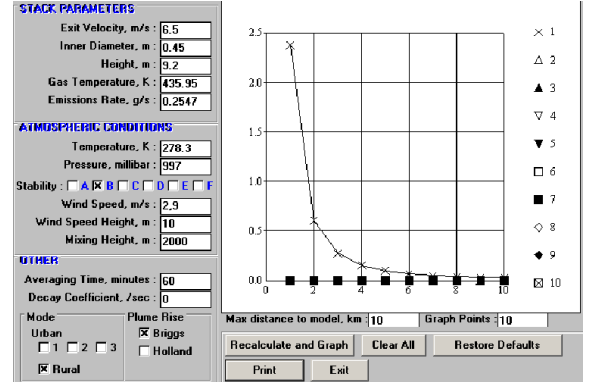 STACK PARAMETERS
Exit Velocity, m/s : 6.5
Inner Diameter, m : 0.45
Height, m : 9.2
Gas Temperature, K : 435.95
Emissions Rate, g/s : 0.2547
ATMOSPHERIC CONDITIONS
Temperature, K : 278.3
Pressure, millibar : 997
Stability : A B C D E F
Wind Speed, m/s : 2,9
Wind Speed Height, m : 10
Mixing Height, m : 2000
OTHER
Averaging Time, minutes : 60
Decay Coefficient, /sec : 0
Mode
Urban
1 2 3
Rural
Plume Rise
Briggs
Holland
2.5
2.0
1.5
1.0
0.5
0.0
0 2 4 6 8 10
1
2
3
4
5
6
7
8
9
10
Max distance to model, km : 10 Graph Points : 10
Recalculate and Graph Clear All Restore Defaults
Print Exit